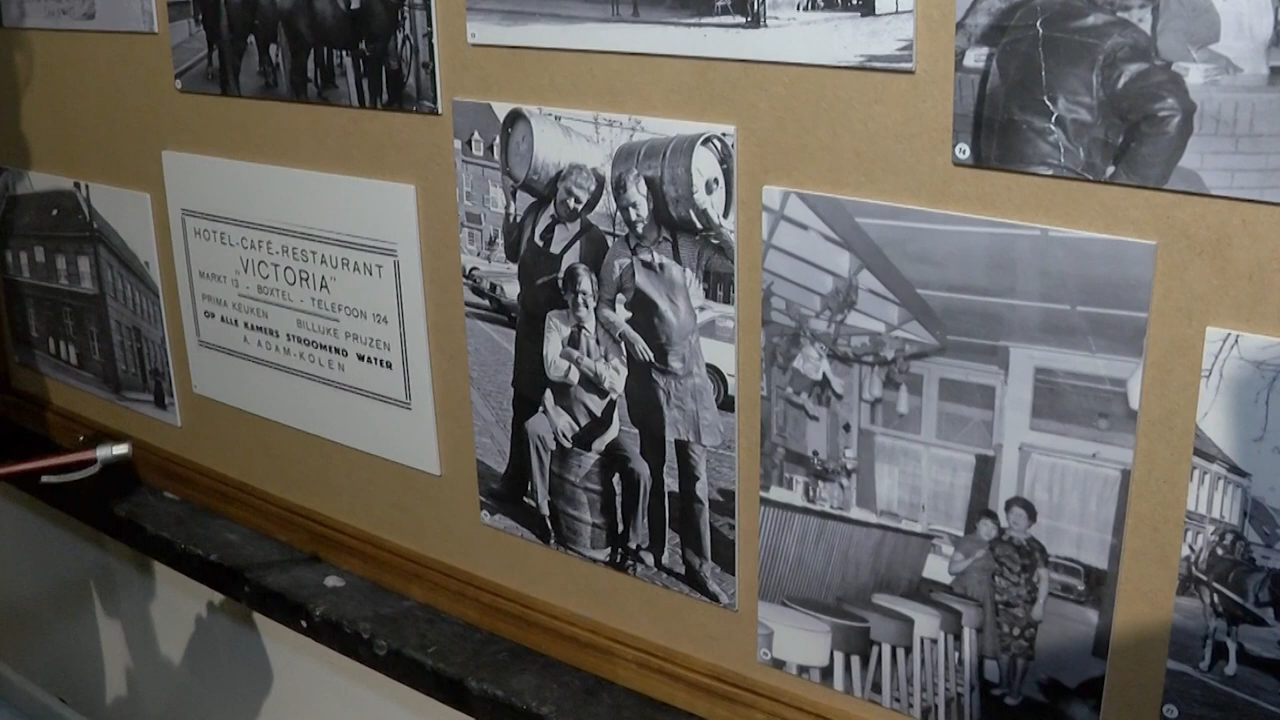 HOTEL-CAFÉ-RESTAURANT
"VICTORIA"
MARKT 13 - BOXTEL - TELEFOON 124
PRIMA KEUKEN BILLIJKE PRIJZEN
OP ALLE KAMERS STROOMEND WATER
A. ADAM-KOLEN
14